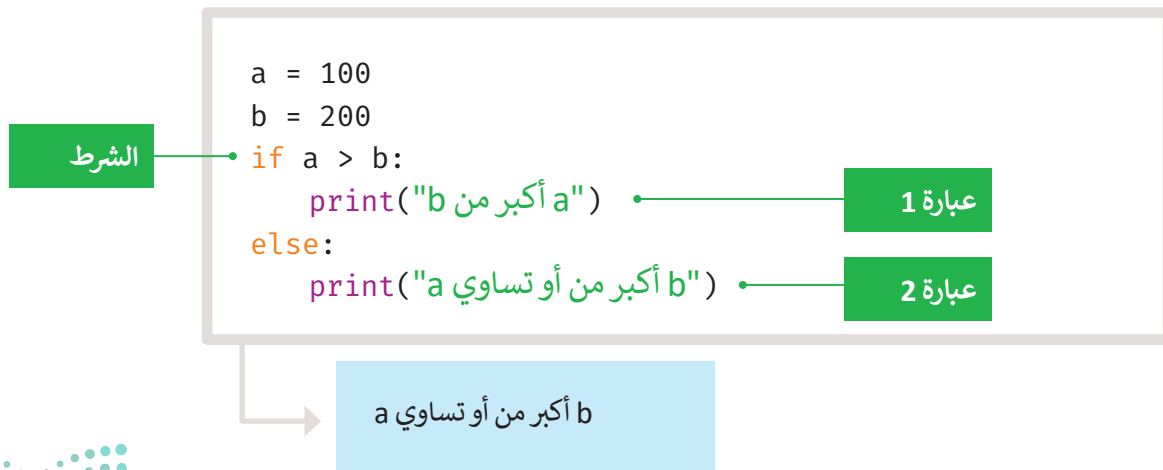 a = 100
b = 200
الشرط
if a > b:
print("a أكبر من b")
عبارة 1
else:
print("b أكبر من أو تساوي a")
عبارة 2
b أكبر من أو تساوي a